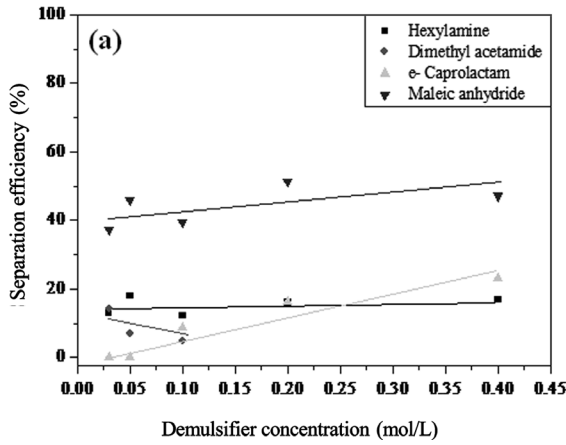 (a)
Hexylamine
Dimethyl acetamide
e- Caprolactam
Maleic anhydride
Separation efficiency (%)
100
80
60
40
20
0
0.00 0.05 0.10 0.15 0.20 0.25 0.30 0.35 0.40 0.45
Demulsifier concentration (mol/L)